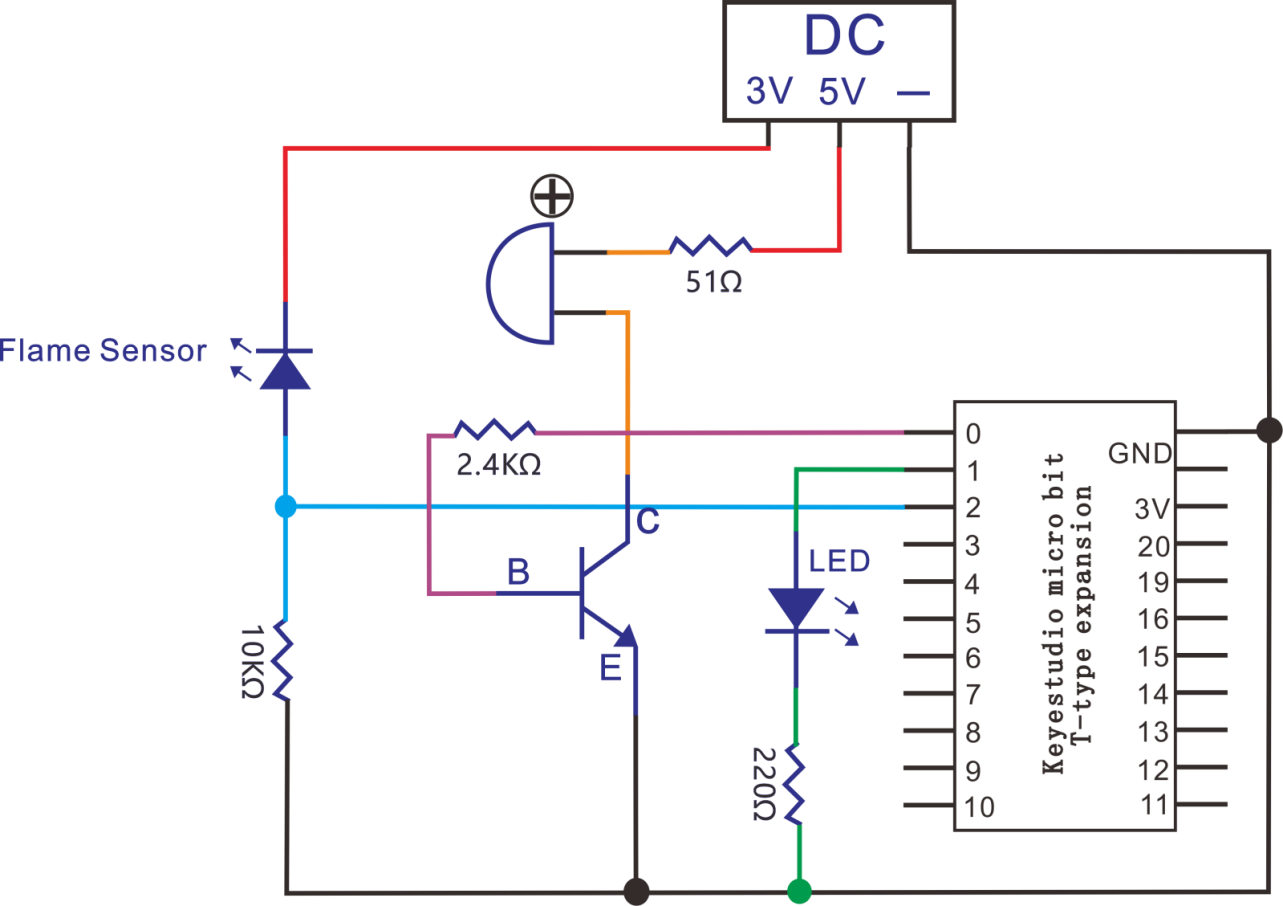 DC
3V 5V —
51Ω
Flame Sensor
2.4KΩ
C
B
E
10KΩ
LED
220Ω
0
1
2
3
4
5
6
7
8
9
10
Keyestudio micro bit
T-type expansion
GND
3V
20
19
16
15
14
13
12
11